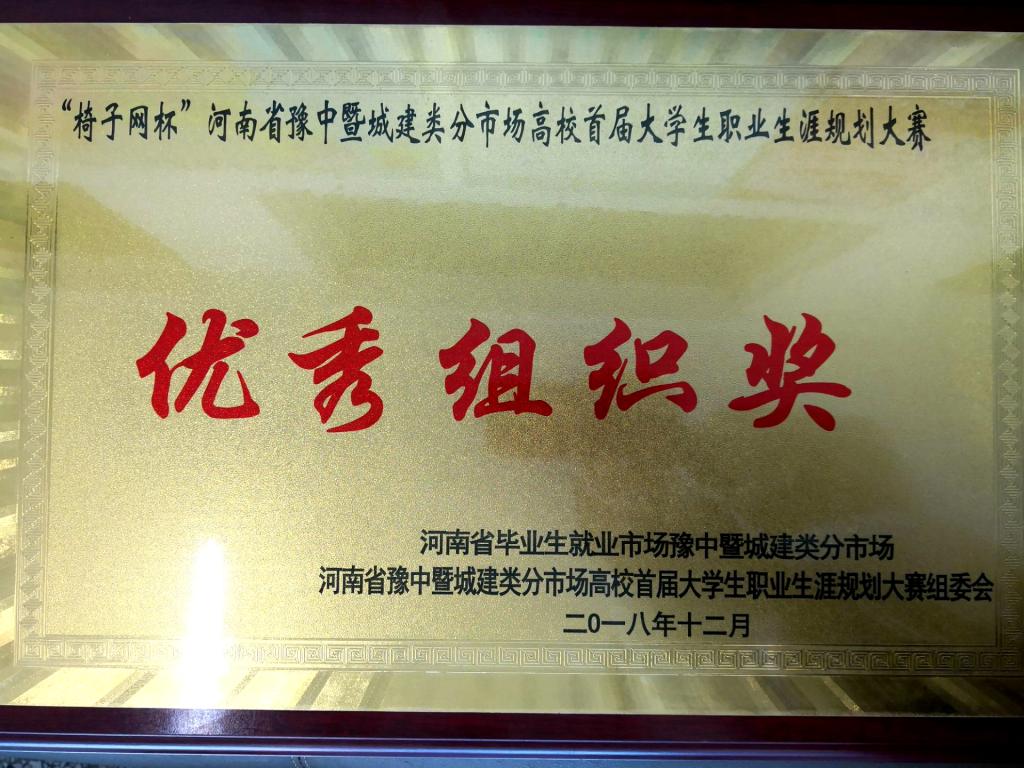 “椅子网杯”河南省豫中暨城建类分市场高校首届大学生职业生涯规划大赛
优秀组织奖
河南省毕业生就业市场豫中暨城建类分市场
河南省豫中暨城建类分市场高校首届大学生职业生涯规划大赛组委会
二0一八年十二月